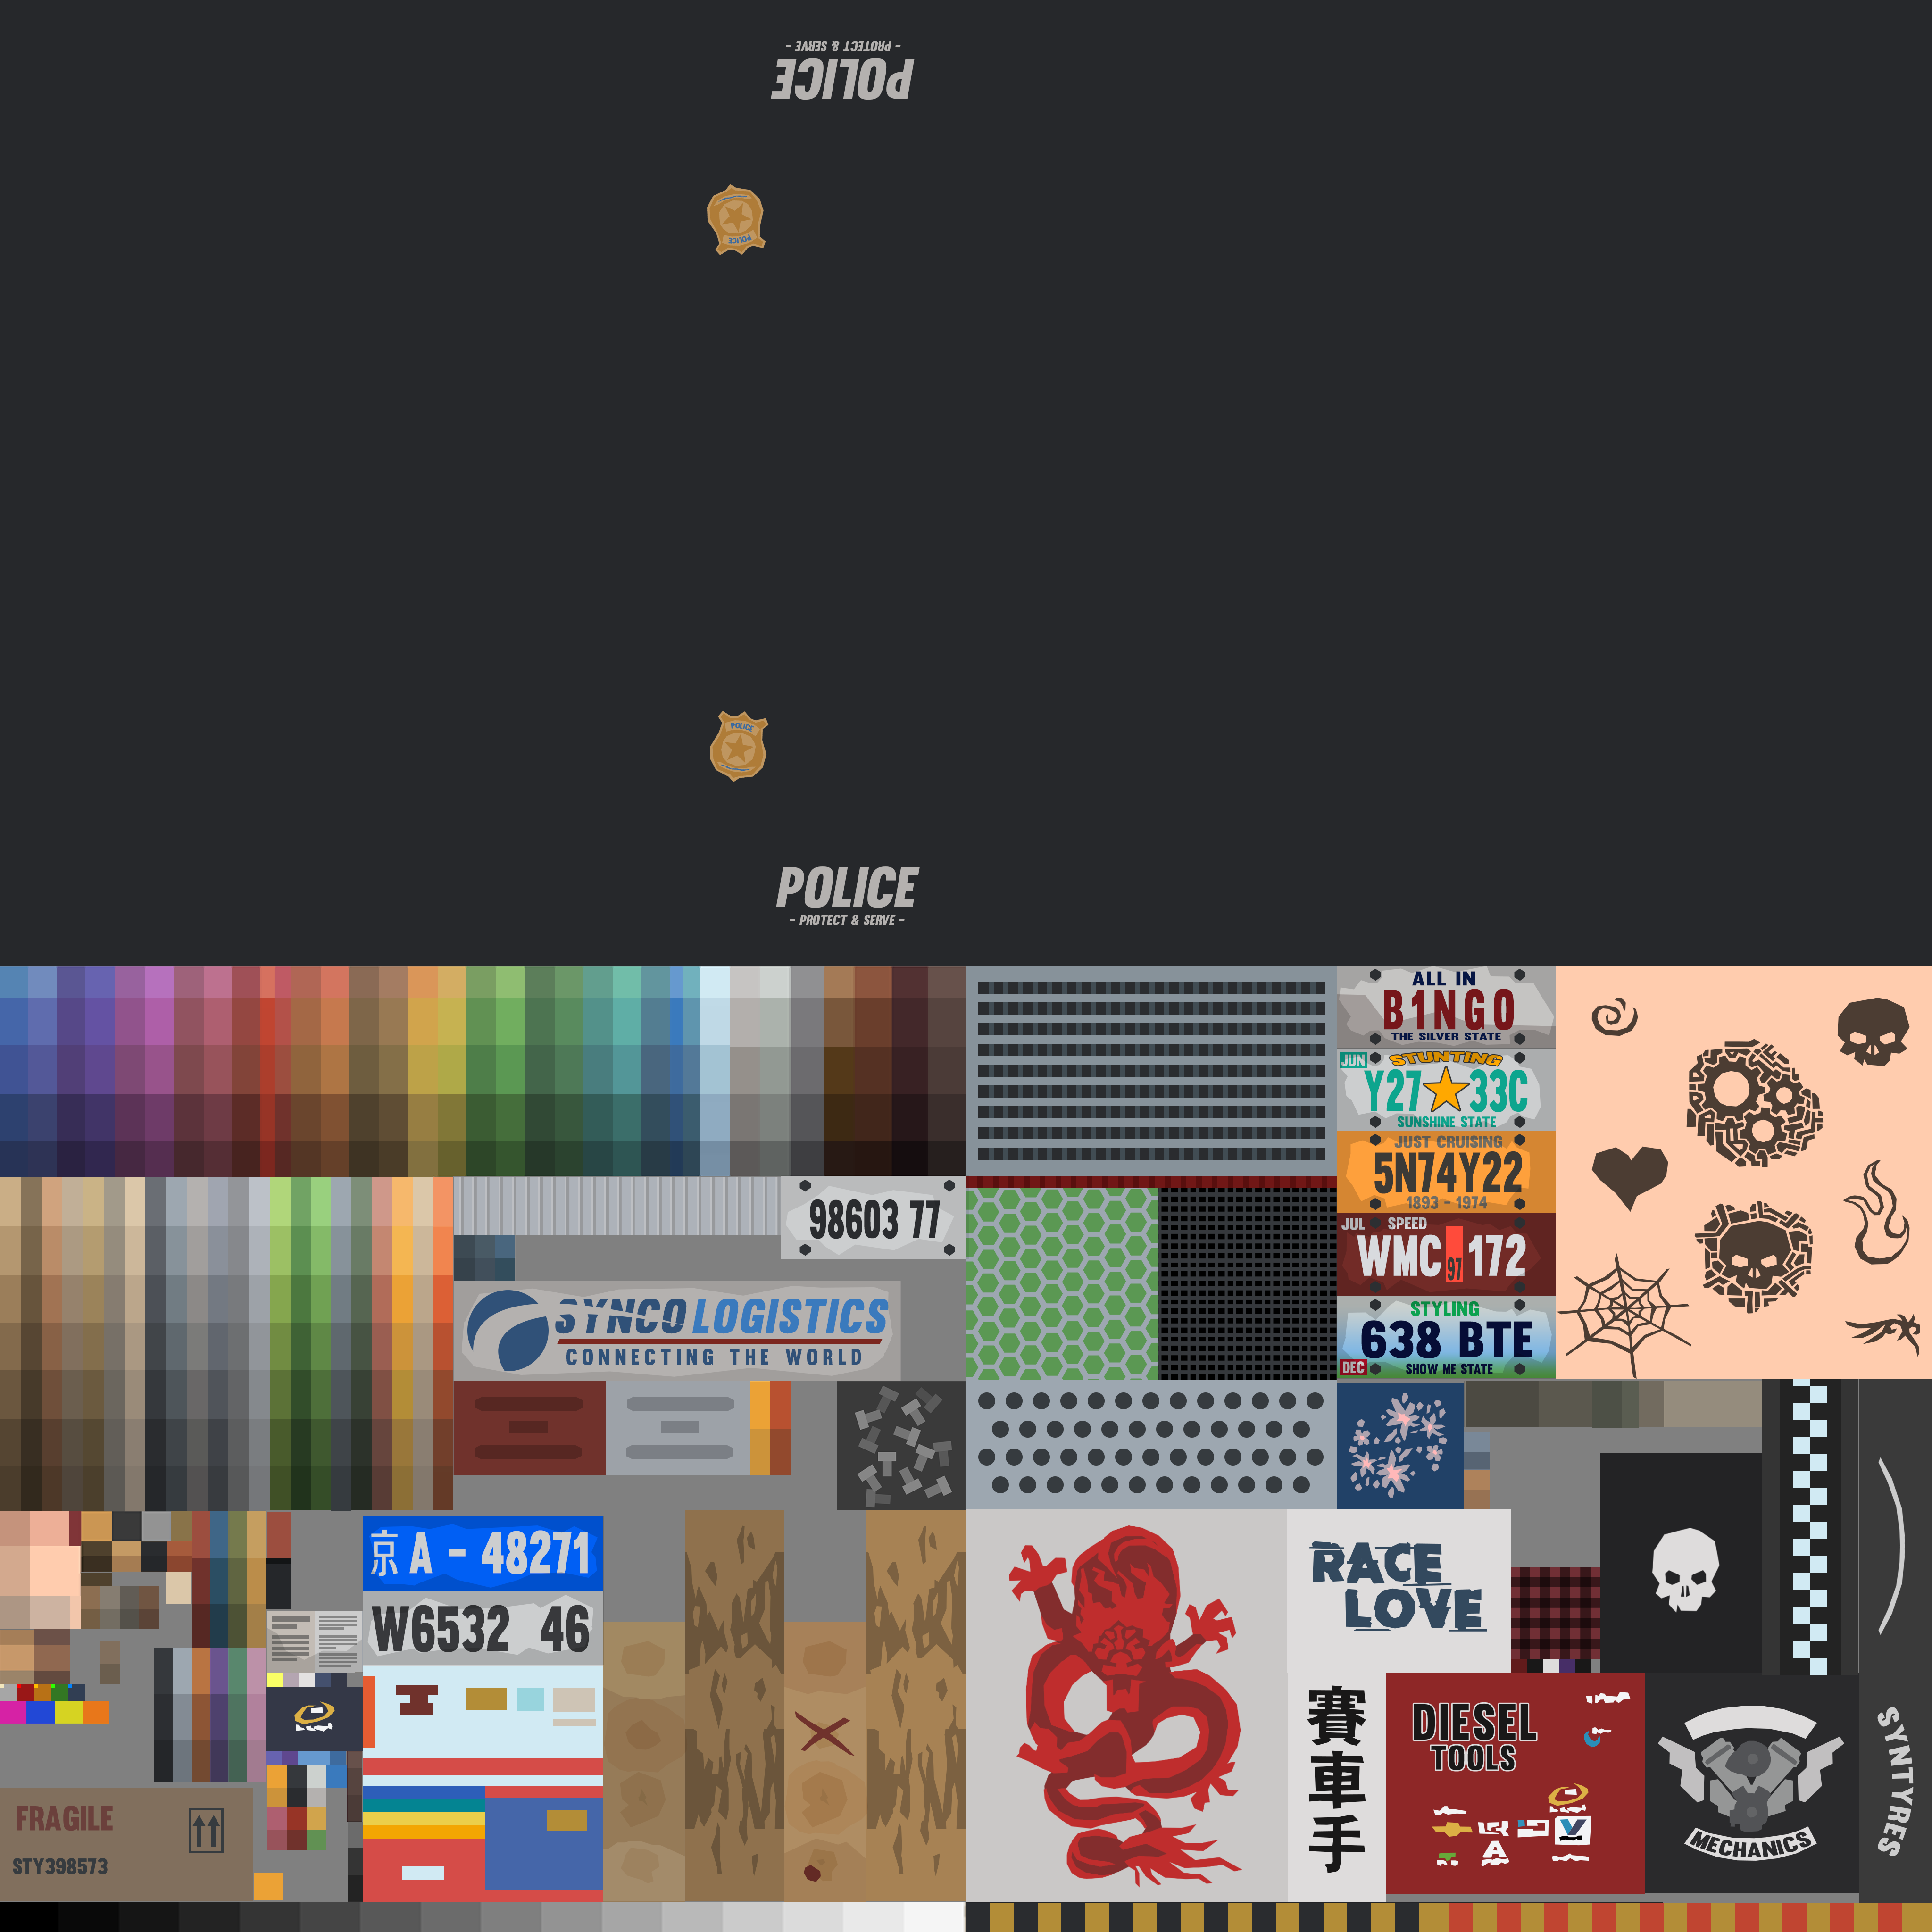 - PROTECT & SERVE -
POLICE
POLICE
POLICE
POLICE
- PROTECT & SERVE -
ALL IN
B1NGO
THE SILVER STATE
JUN
STUNTING
Y27 33C
SUNSHINE STATE
JUST CRUISING
5N74Y22
1893 - 1974
JUL SPEED
WMC 97 172
STYLING
638 BTE
DEC
SHOW ME STATE
98603 77
SYNCO LOGISTICS
CONNECTING THE WORLD
京 A - 48271
W6532 46
RACE
LOVE
賽
車
手
DIESEL
TOOLS
MECHANICS
SYNTYRES
FRAGILE
STY398573